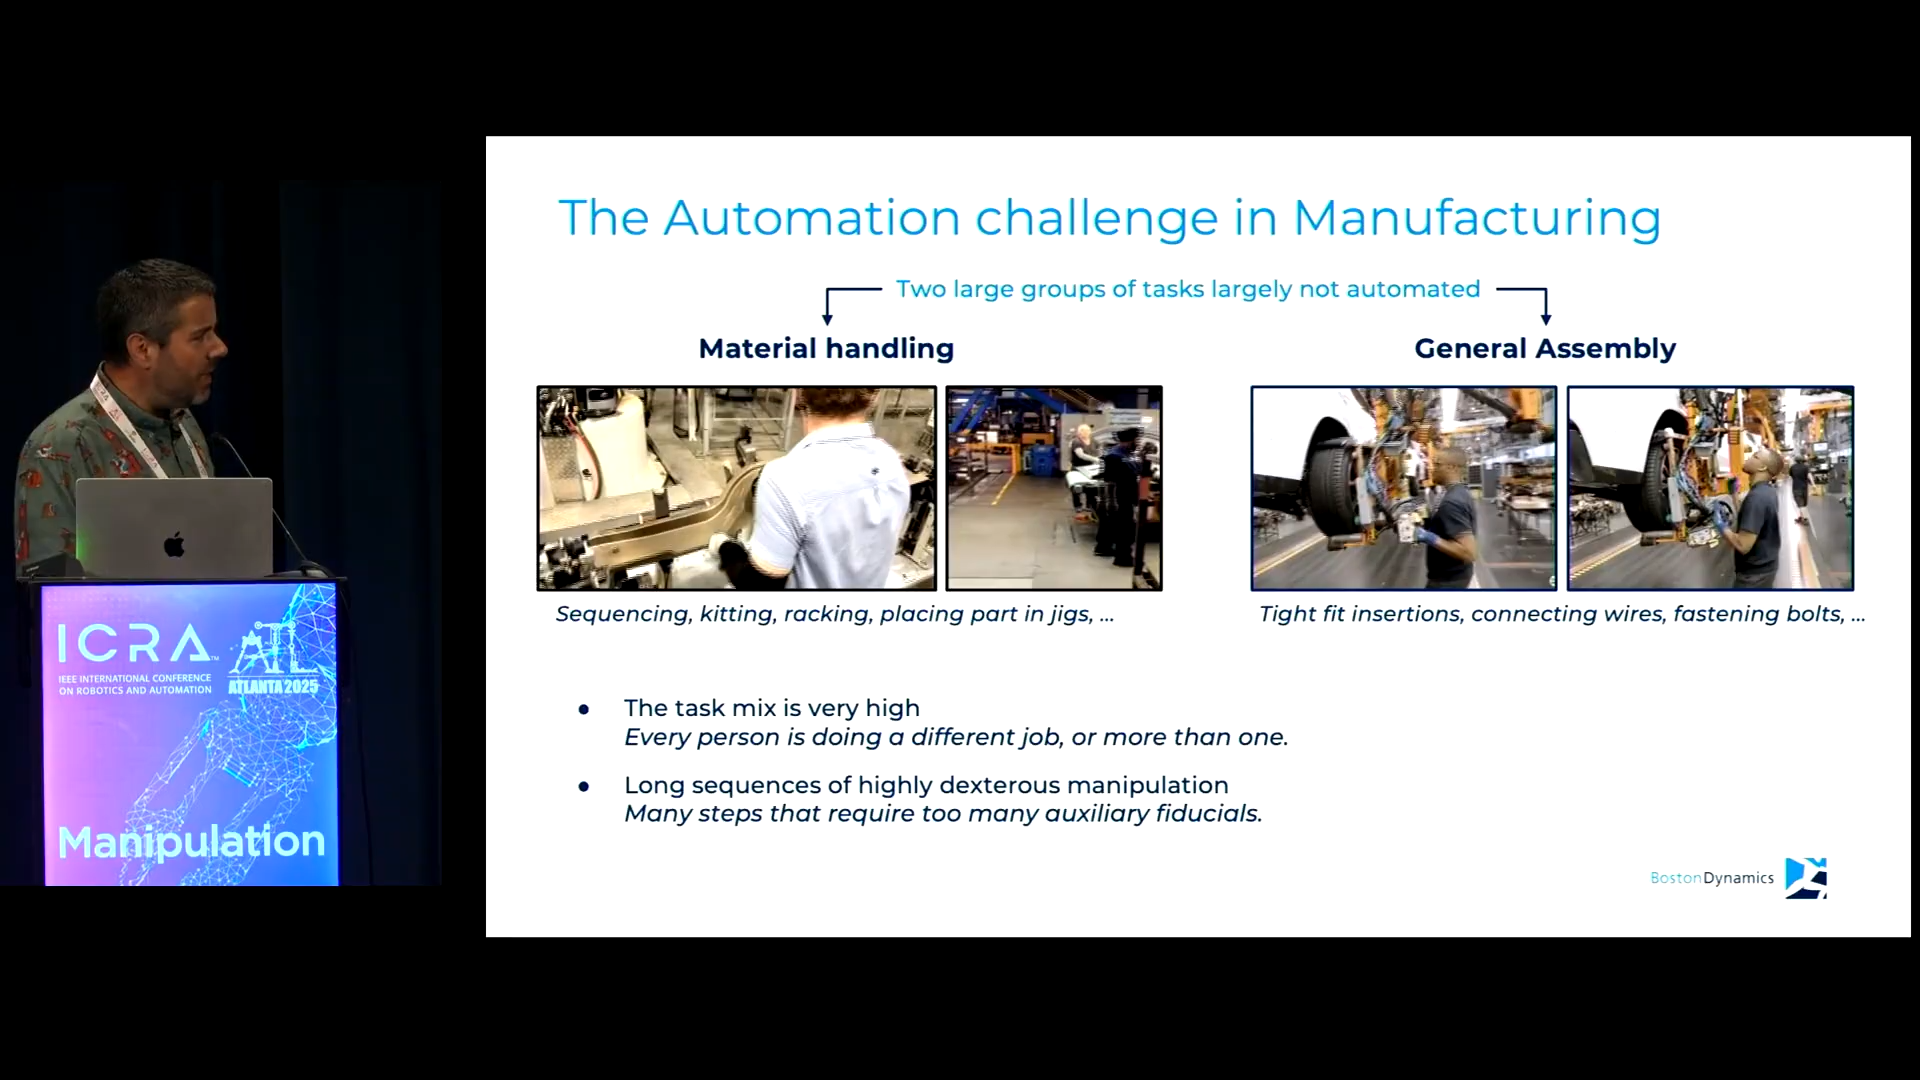 The Automation challenge in Manufacturing
Two large groups of tasks largely not automated
Material handling
General Assembly
Sequencing, kitting, racking, placing part in jigs, ...
Tight fit insertions, connecting wires, fastening bolts, ...
● The task mix is very high
Every person is doing a different job, or more than one.
● Long sequences of highly dexterous manipulation
Many steps that require too many auxiliary fiducials.
BostonDynamics
ICRA™
IEEE INTERNATIONAL CONFERENCE
ON ROBOTICS AND AUTOMATION
ATL
ATLANTA 2025
Manipulation